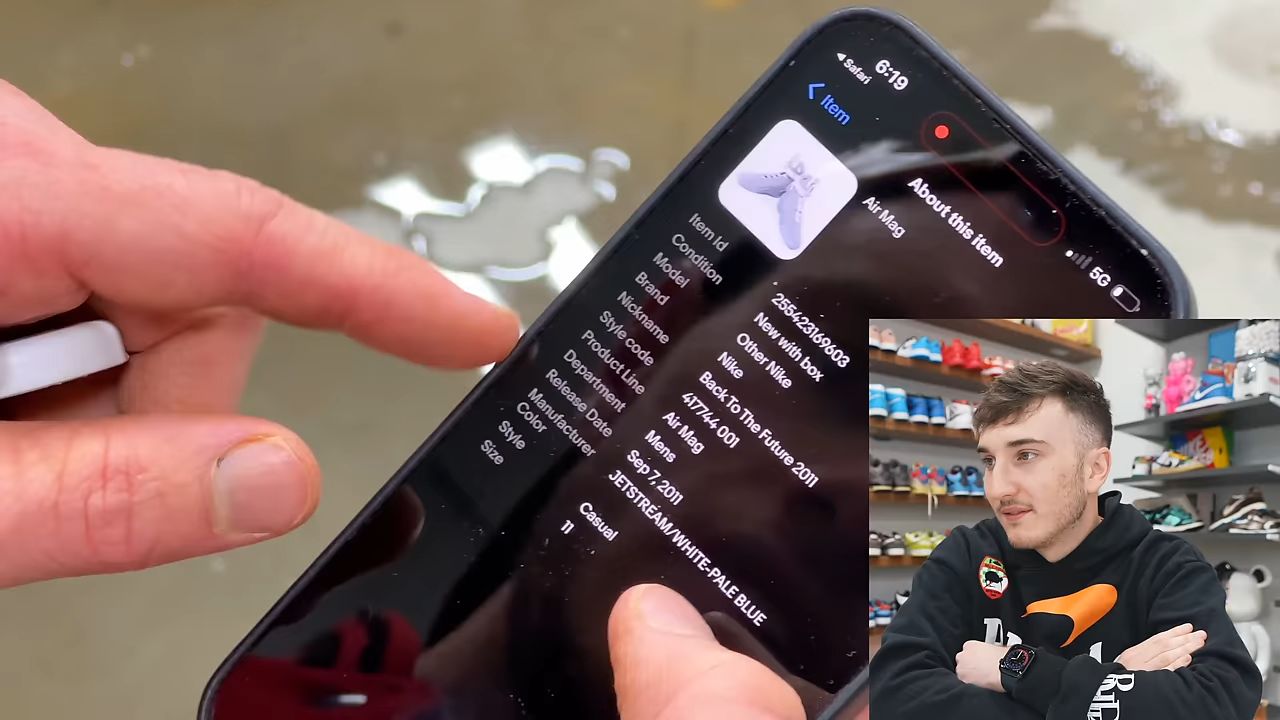 Safari
6:19
5G
Item
About this item
Air Mag
Item Id 25542369603
Condition New with box
Model Other Nike
Brand Nike
Nickname Back To The Future 2011
Style code 417744 001
Product Line Air Mag
Department Mens
Release Date Sep 7, 2011
Manufacturer
Color JETSTREAM/WHITE-PALE BLUE
Style Casual
Size 11